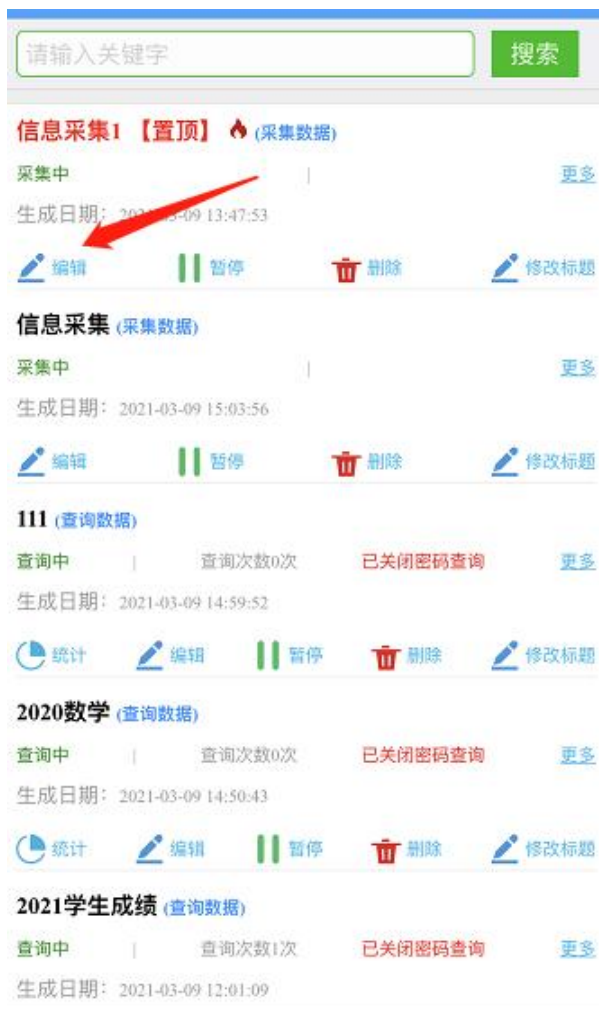 请输入关键字 搜索
信息采集1 【置顶】 (采集数据)
采集中 | 更多
生成日期: 2021-03-09 13:47:53
编辑 暂停 删除 修改标题
信息采集 (采集数据)
采集中 | 更多
生成日期: 2021-03-09 15:03:56
编辑 暂停 删除 修改标题
111 (查询数据)
查询中 | 查询次数0次 已关闭密码查询 更多
生成日期: 2021-03-09 14:59:52
统计 编辑 暂停 删除 修改标题
2020数学 (查询数据)
查询中 | 查询次数0次 已关闭密码查询 更多
生成日期: 2021-03-09 14:50:43
统计 编辑 暂停 删除 修改标题
2021学生成绩 (查询数据)
查询中 | 查询次数1次 已关闭密码查询 更多
生成日期: 2021-03-09 12:01:09